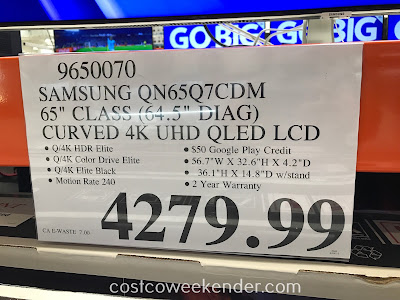 GO BIG! GO BIG
9650070
SAMSUNG QN65Q7CDM
65" CLASS (64.5" DIAG)
CURVED 4K UHD QLED LCD
• Q/4K HDR Elite
• Q/4K Color Drive Elite
• Q/4K Elite Black
• Motion Rate 240
• $50 Google Play Credit
• 56.7"W X 32.6"H X 4.2"D
36.1"H X 14.8"D w/stand
• 2 Year Warranty
CA E-WASTE 7.00
4279.99
costcoweekender.com